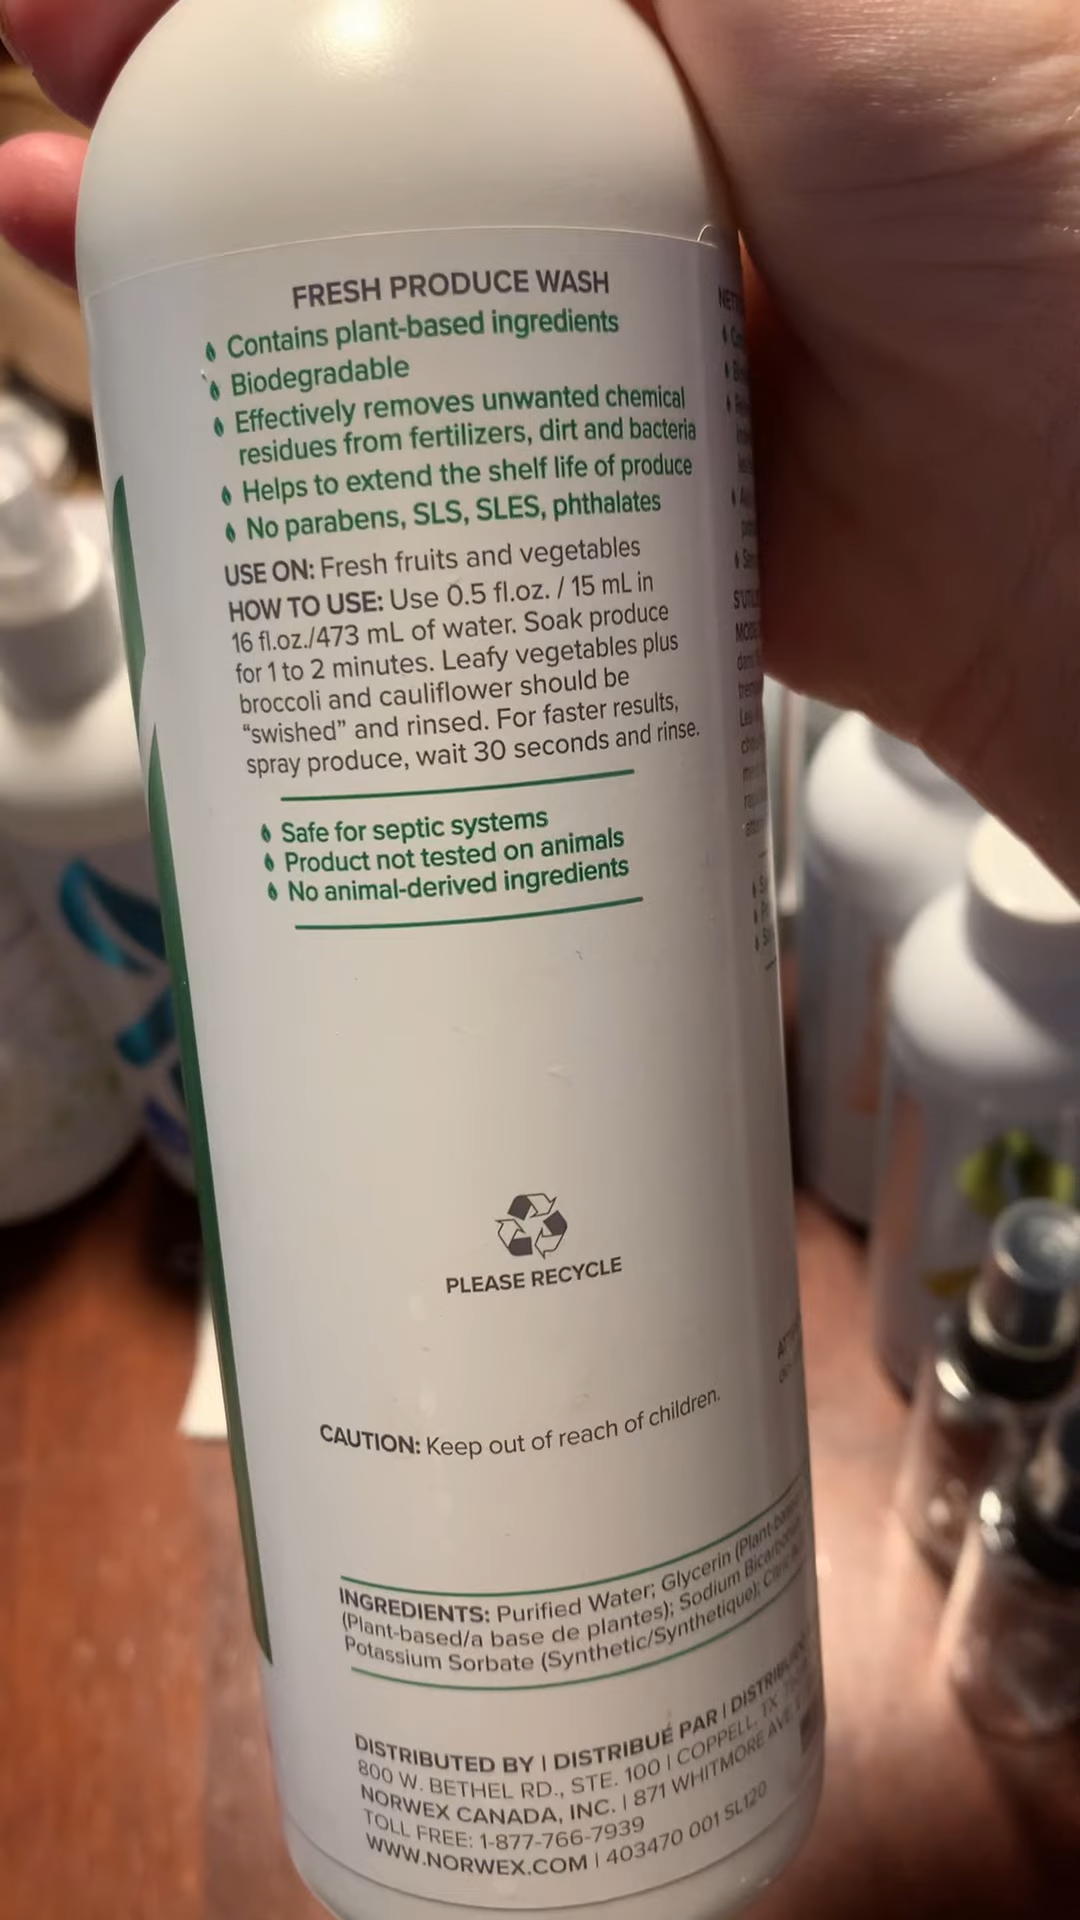 FRESH PRODUCE WASH
Contains plant-based ingredients
Biodegradable
Effectively removes unwanted chemical
residues from fertilizers, dirt and bacteria
Helps to extend the shelf life of produce
No parabens, SLS, SLES, phthalates
USE ON: Fresh fruits and vegetables
HOW TO USE: Use 0.5 fl.oz. / 15 mL in
16 fl.oz./473 mL of water. Soak produce
for 1 to 2 minutes. Leafy vegetables plus
broccoli and cauliflower should be
“swished” and rinsed. For faster results,
spray produce, wait 30 seconds and rinse.
Safe for septic systems
Product not tested on animals
No animal-derived ingredients
PLEASE RECYCLE
CAUTION: Keep out of reach of children.
INGREDIENTS: Purified Water; Glycerin (Plant-based
(Plant-based/a base de plantes); Sodium
Potassium Sorbate (Synthetic/Synthetique);
DISTRIBUTED BY | DISTRIBUÉ PAR |
800 W. BETHEL RD., STE. 100 | COPPELL, TX
NORWEX CANADA, INC. | 871 WHITMORE AVE
TOLL FREE: 1-877-766-7939
WWW.NORWEX.COM | 403470 001 SL120